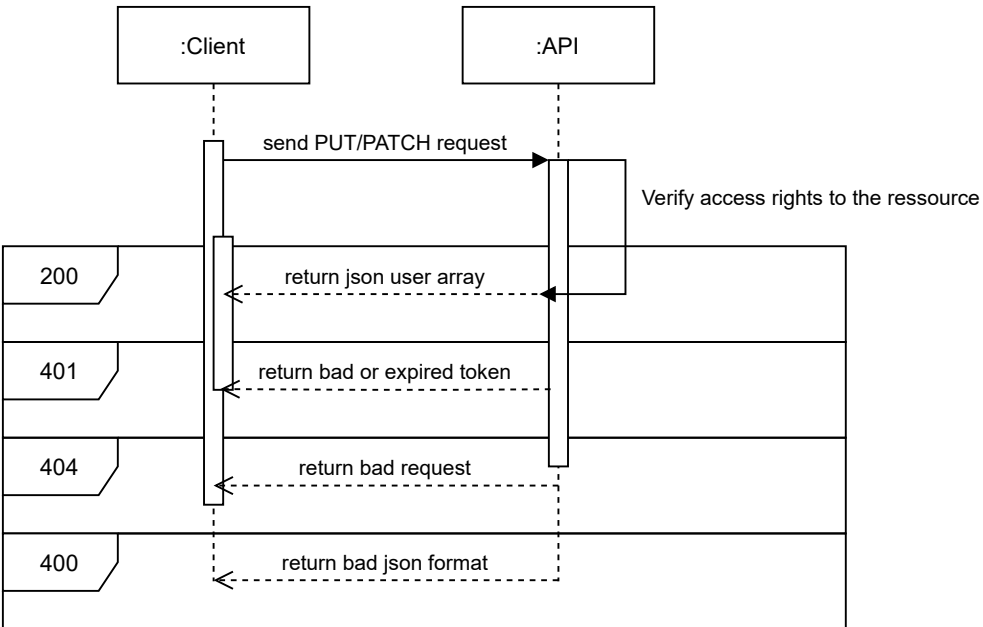 :Client
:API
send PUT/PATCH request
Verify access rights to the ressource
200
return json user array
401
return bad or expired token
404
return bad request
400
return bad json format